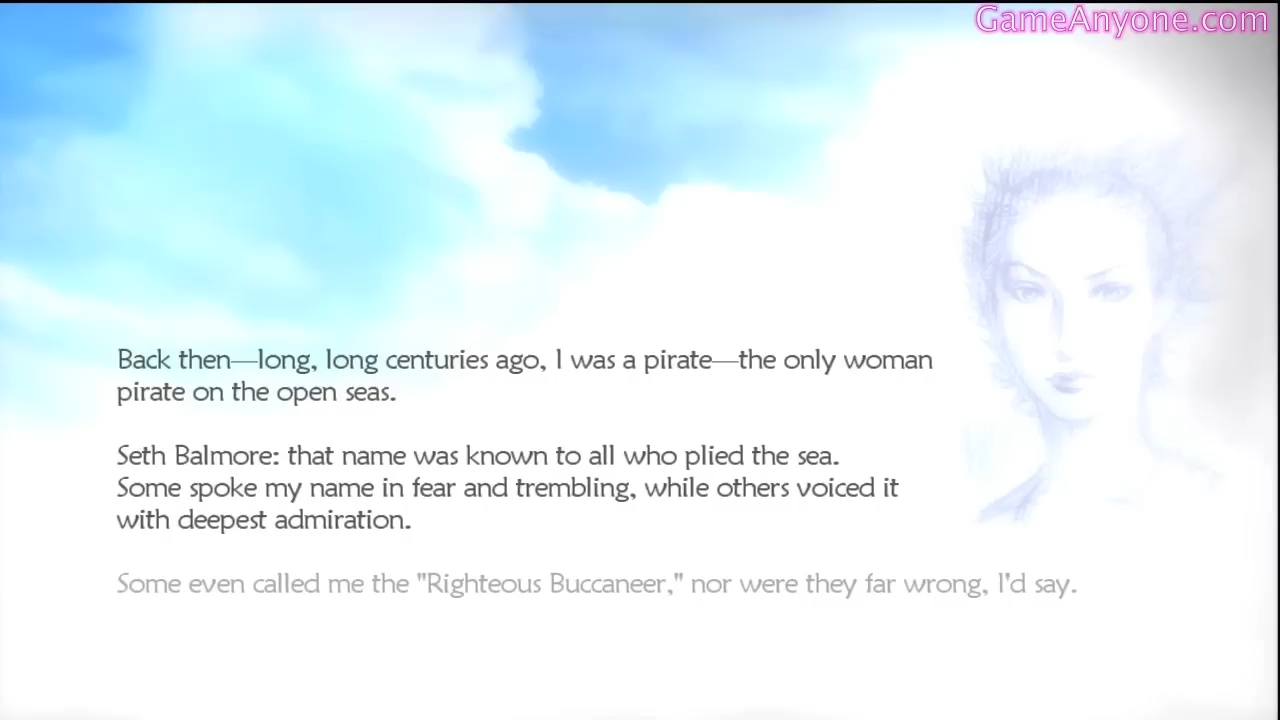 GameAnyone.com
Back then—long, long centuries ago, I was a pirate—the only woman
pirate on the open seas.
Seth Balmore: that name was known to all who plied the sea.
Some spoke my name in fear and trembling, while others voiced it
with deepest admiration.
Some even called me the "Righteous Buccaneer," nor were they far wrong, I'd say.